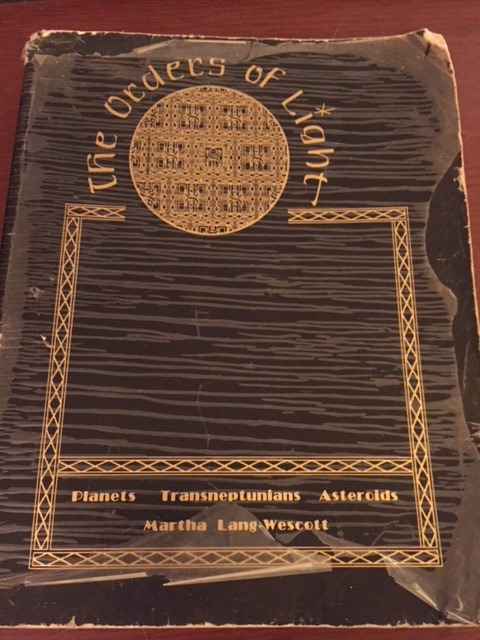 The Orders of Light
Planets Transneptunians Asteroids
Martha Lang-Wescott